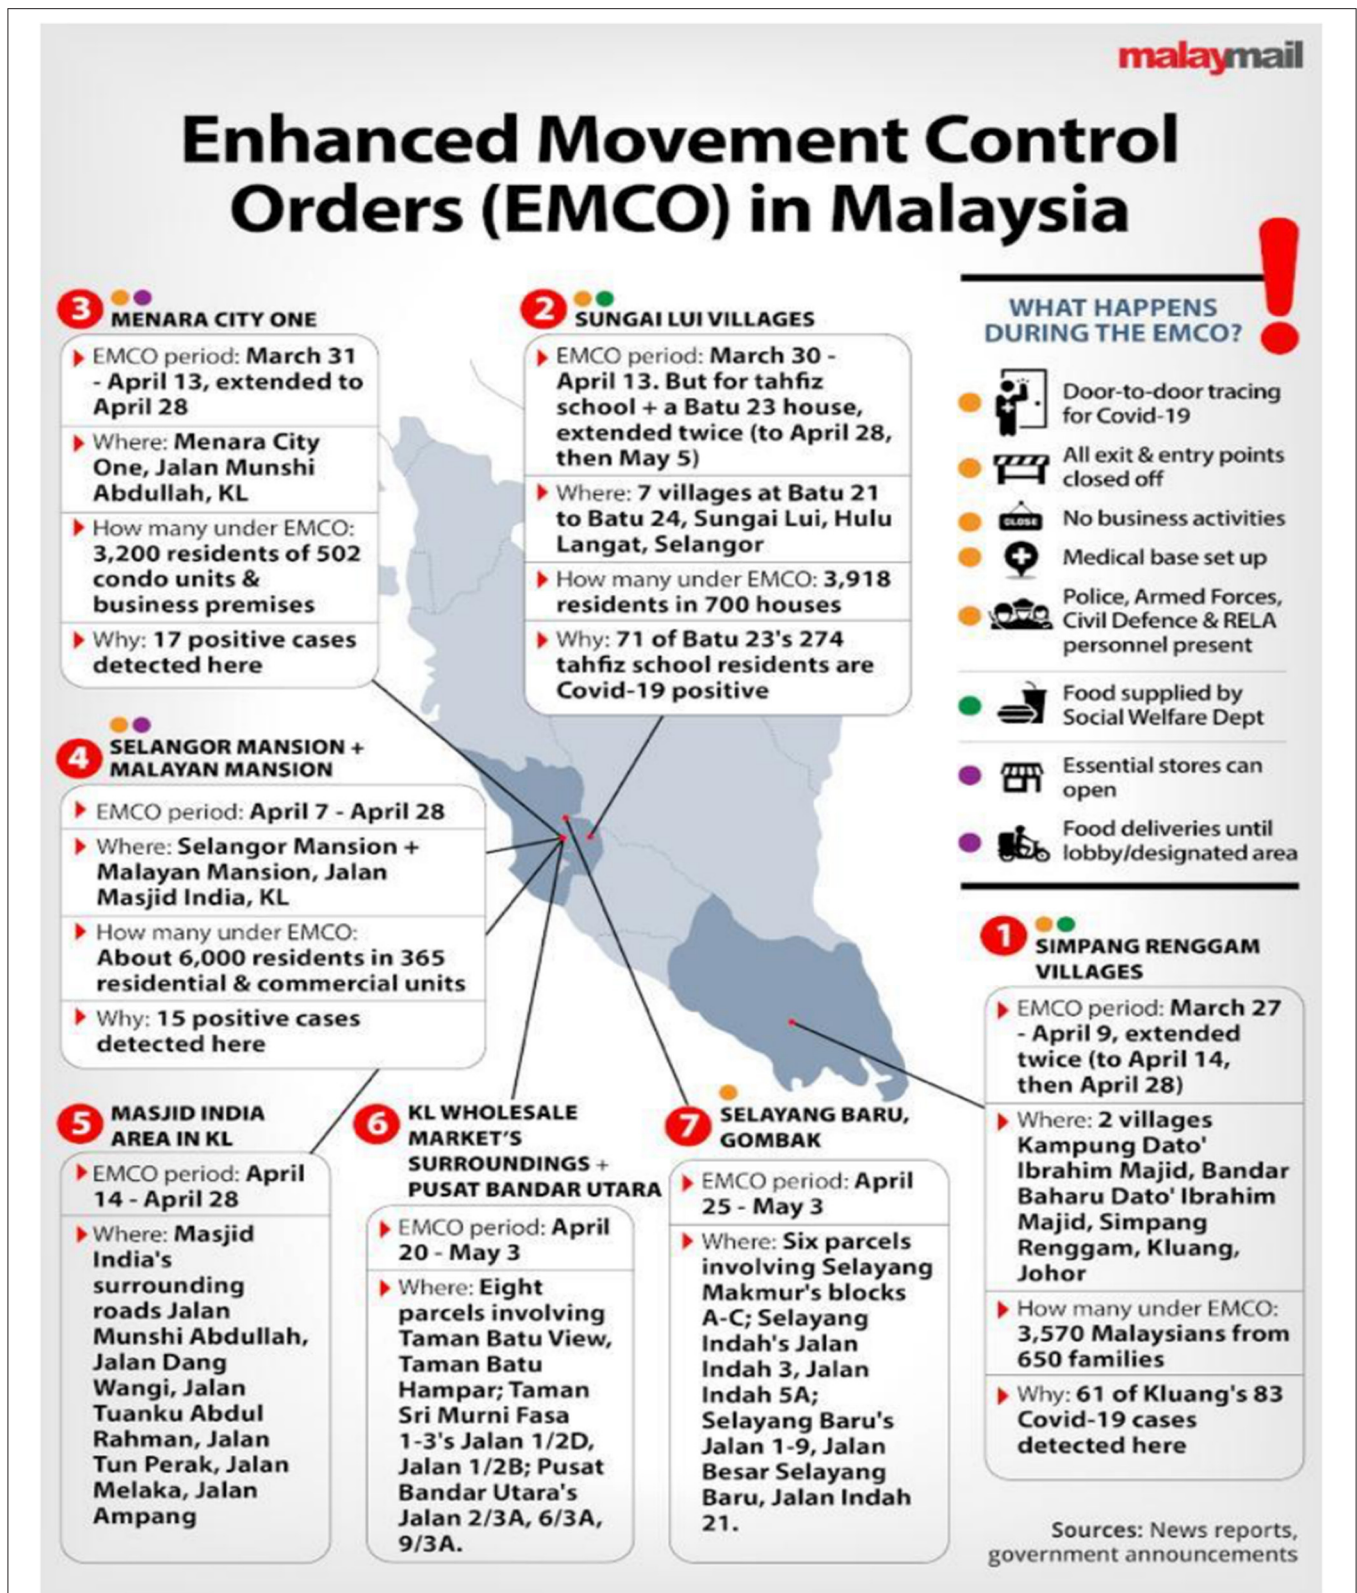 malaymail
Enhanced Movement Control
Orders (EMCO) in Malaysia
3
MENARA CITY ONE
EMCO period: March 31
- April 13, extended to
April 28
Where: Menara City
One, Jalan Munshi
Abdullah, KL
How many under EMCO:
3,200 residents of 502
condo units &
business premises
Why: 17 positive cases
detected here
2
SUNGAI LUI VILLAGES
EMCO period: March 30 -
April 13. But for tahfiz
school + a Batu 23 house,
extended twice (to April 28,
then May 5)
Where: 7 villages at Batu 21
to Batu 24, Sungai Lui, Hulu
Langat, Selangor
How many under EMCO: 3,918
residents in 700 houses
Why: 71 of Batu 23's 274
tahfiz school residents are
Covid-19 positive
WHAT HAPPENS
DURING THE EMCO?
!
Door-to-door tracing
for Covid-19
All exit & entry points
closed off
CLOSE
No business activities
Medical base set up
Police, Armed Forces,
Civil Defence & RELA
personnel present
Food supplied by
Social Welfare Dept
Essential stores can
open
Food deliveries until
lobby/designated area
4
SELANGOR MANSION +
MALAYAN MANSION
EMCO period: April 7 - April 28
Where: Selangor Mansion +
Malayan Mansion, Jalan
Masjid India, KL
How many under EMCO:
About 6,000 residents in 365
residential & commercial units
Why: 15 positive cases
detected here
1
SIMPANG RENGGAM
VILLAGES
EMCO period: March 27
- April 9, extended
twice (to April 14,
then April 28)
Where: 2 villages
Kampung Dato'
Ibrahim Majid, Bandar
Baharu Dato' Ibrahim
Majid, Simpang
Renggam, Kluang,
Johor
How many under EMCO:
3,570 Malaysians from
650 families
Why: 61 of Kluang's 83
Covid-19 cases
detected here
5
MASJID INDIA
AREA IN KL
EMCO period: April
14 - April 28
Where: Masjid
India's
surrounding
roads Jalan
Munshi Abdullah,
Jalan Dang
Wangi, Jalan
Tuanku Abdul
Rahman, Jalan
Tun Perak, Jalan
Melaka, Jalan
Ampang
6
KL WHOLESALE
MARKET'S
SURROUNDINGS +
PUSAT BANDAR UTARA
EMCO period: April
20 - May 3
Where: Eight
parcels involving
Taman Batu View,
Taman Batu
Hampar; Taman
Sri Murni Fasa
1-3's Jalan 1/2D,
Jalan 1/2B; Pusat
Bandar Utara's
Jalan 2/3A, 6/3A,
9/3A.
7
SELAYANG BARU,
GOMBAK
EMCO period: April
25 - May 3
Where: Six parcels
involving Selayang
Makmur's blocks
A-C; Selayang
Indah's Jalan
Indah 3, Jalan
Indah 5A;
Selayang Baru's
Jalan 1-9, Jalan
Besar Selayang
Baru, Jalan Indah
21.
Sources: News reports,
government announcements